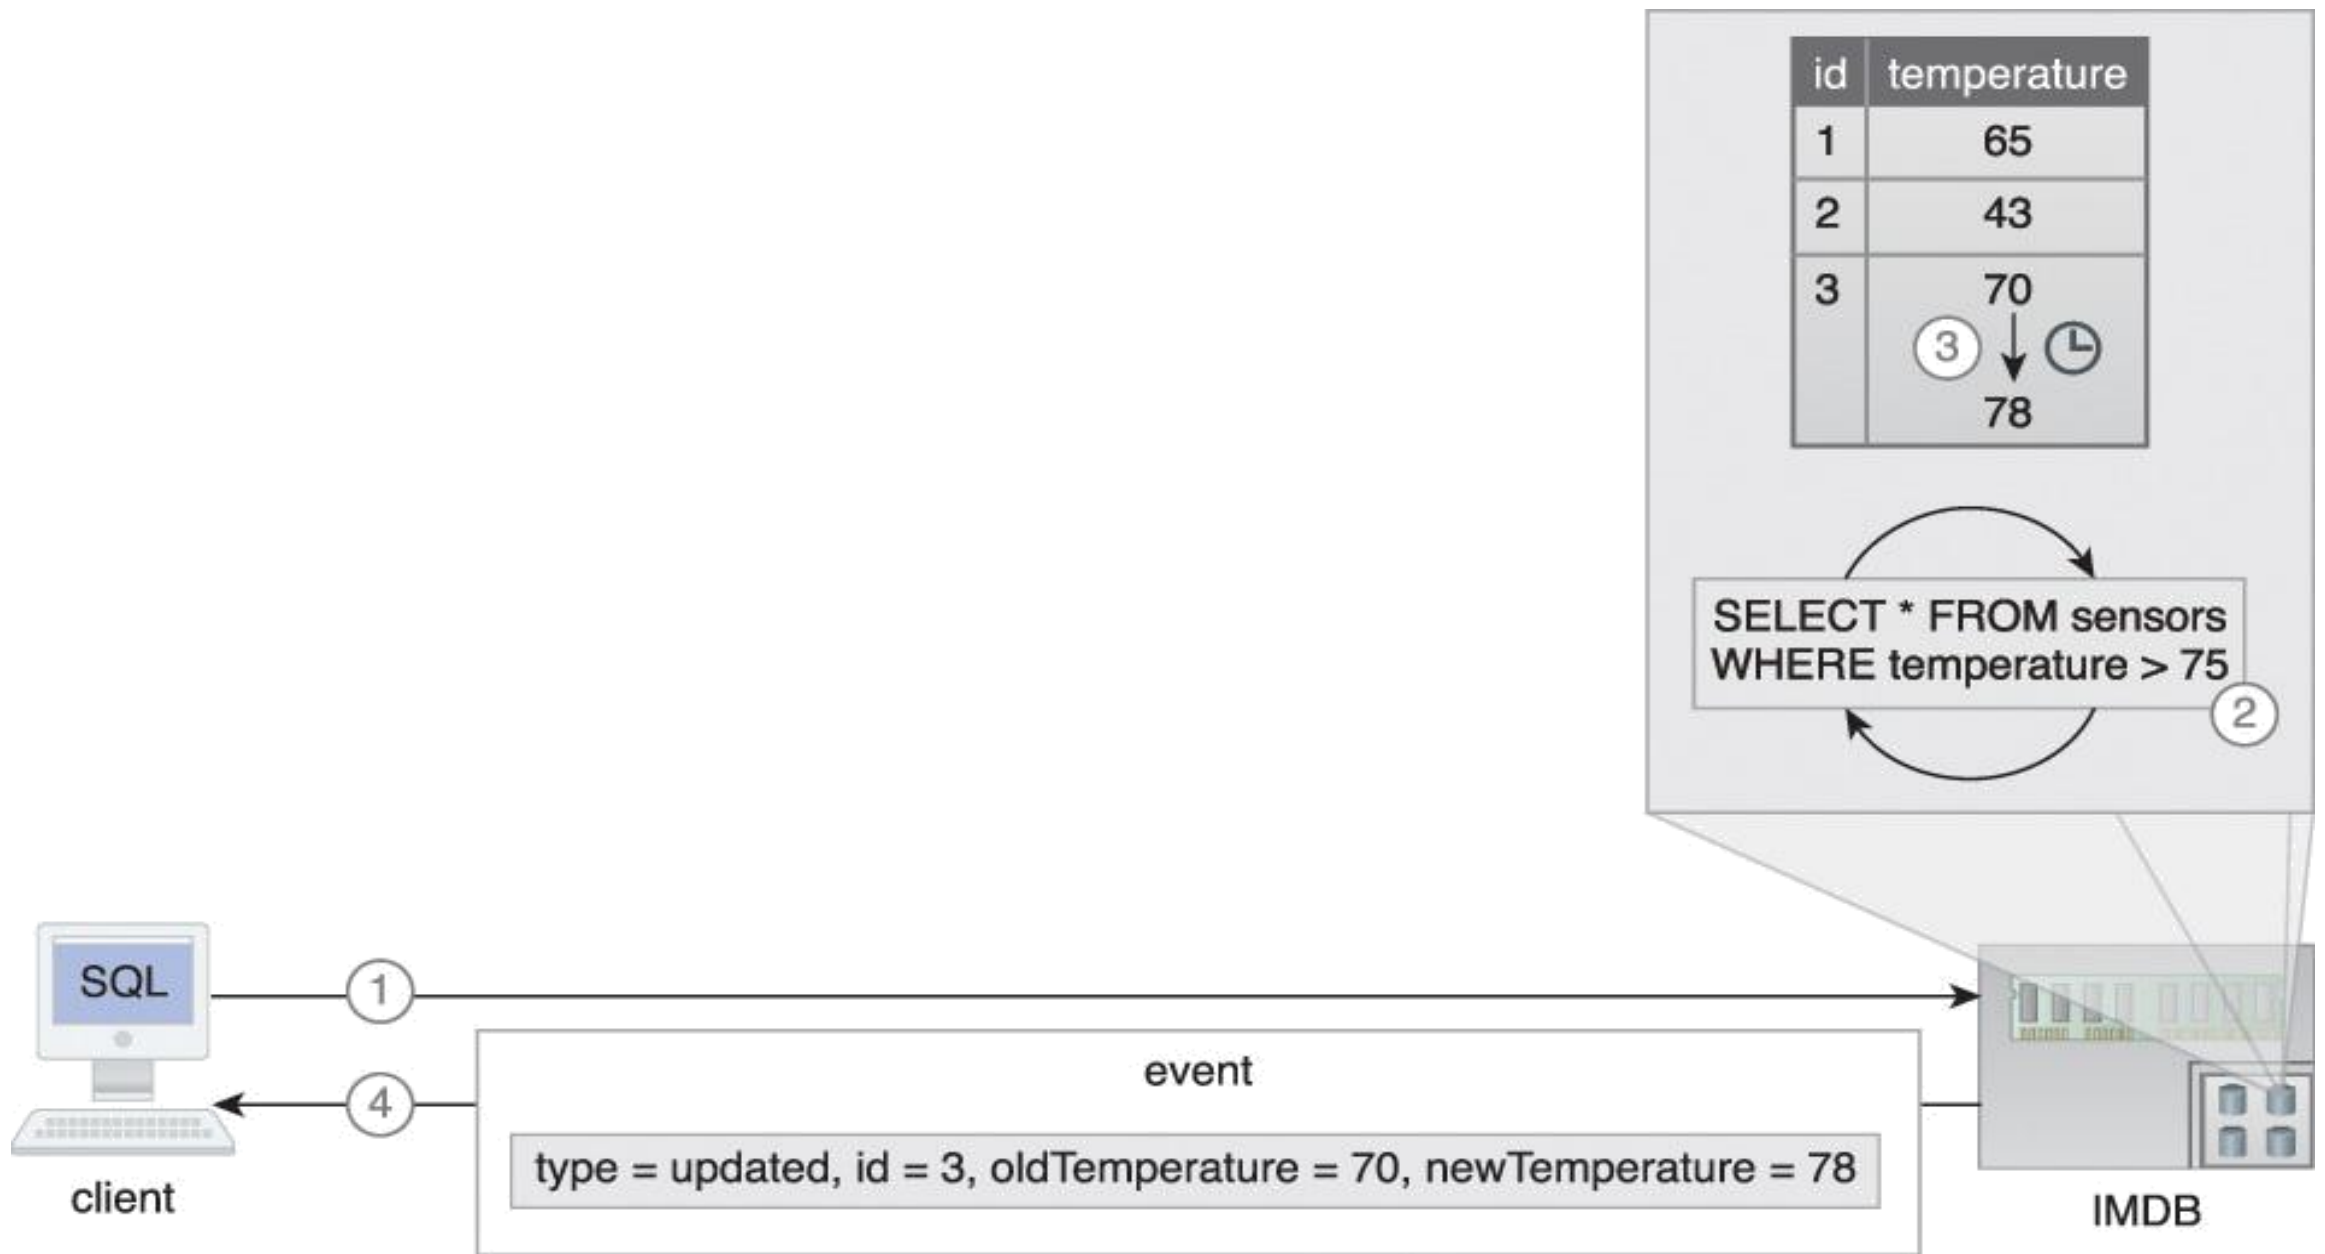 id temperature
1 65
2 43
3 70
3
78
SELECT * FROM sensors
WHERE temperature > 75
2
SQL
1
event
4
type = updated, id = 3, oldTemperature = 70, newTemperature = 78
client
IMDB